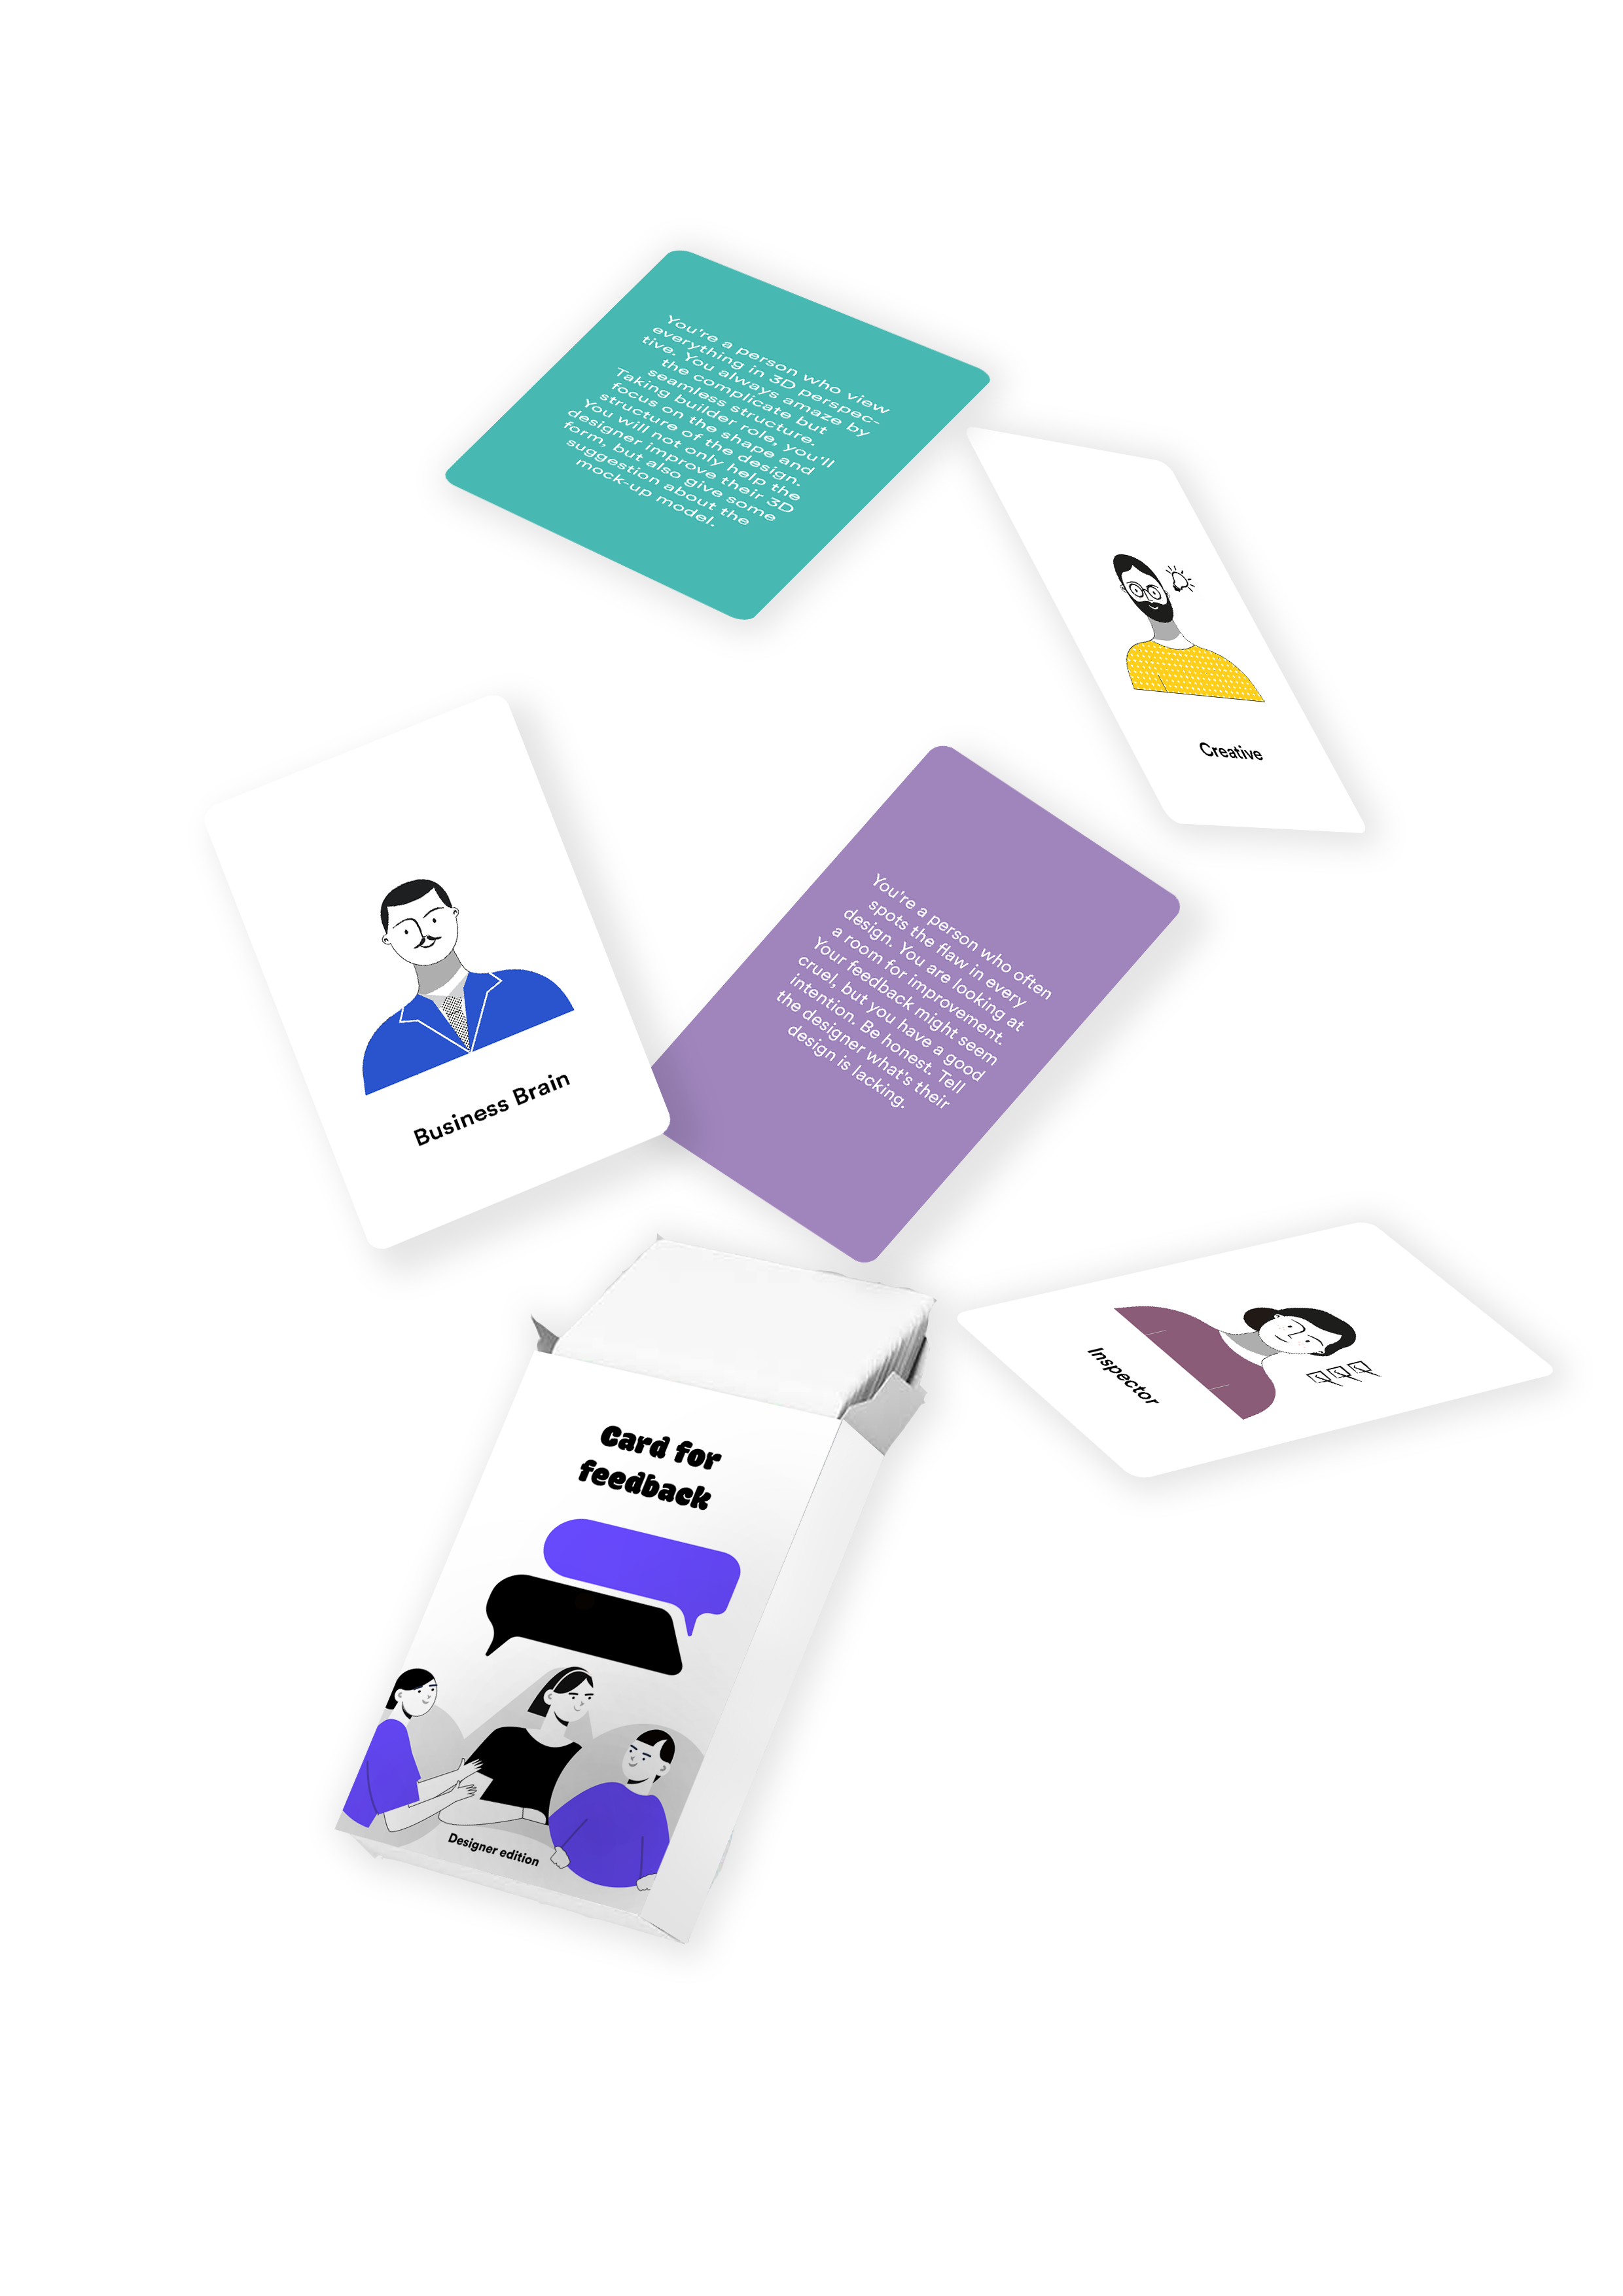 You're a person who view
everything in 3D perspec-
tive. You always amaze by
the complicate but
seamless structure.
Taking builder role, you'll
focus on the shape and
structure of the design.
You will not only help the
designer improve their 3D
form, but also give some
suggestion about the
mock-up model.
Creative
Business Brain
You're a person who often
spots the flaw in every
design. You are looking at
a room for improvement.
Your feedback might seem
cruel, but you have a good
intention. Be honest. Tell
the designer what's their
design is lacking.
Inspector
Card for
feedback
Designer edition